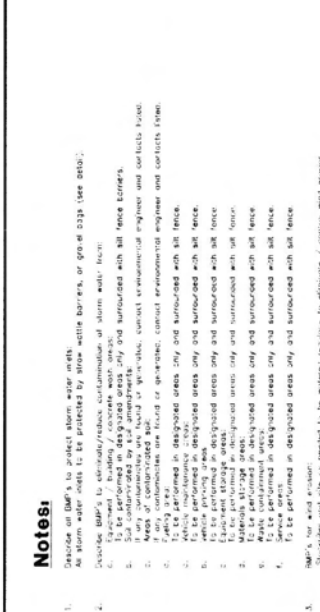 Notes:
1. Describe all BMP's to protect storm water inlets:
All storm water inlets to be protected by straw wattle barriers, or gravel bags (see detail).
2. Describe BMP's to eliminate/reduce contamination of storm water from:
a. Equipment / building / concrete wash areas:
To be performed in designated areas only and surrounded with silt fence barriers.
b. Soil contaminated by soil amendments:
If any contaminates are found or generated, contact environmental engineer and contacts listed.
c. Areas of contaminated soil:
If any contaminates are found or generated, contact environmental engineer and contacts listed.
Fueling area:
To be performed in designated areas only and surrounded with silt fence.
Vehicle maintenance areas:
To be performed in designated areas only and surrounded with silt fence.
b. Vehicle parking areas:
To be performed in designated areas only and surrounded with silt fence.
Equipment storage areas:
To be performed in designated areas only and surrounded with silt fence.
Materials storage areas:
To be performed in designated areas only and surrounded with silt fence.
Waste containment areas:
To be performed in designated areas only and surrounded with silt fence.
f. Service areas:
To be performed in designated areas only and surrounded with silt fence.
BMP's for wind erosion: